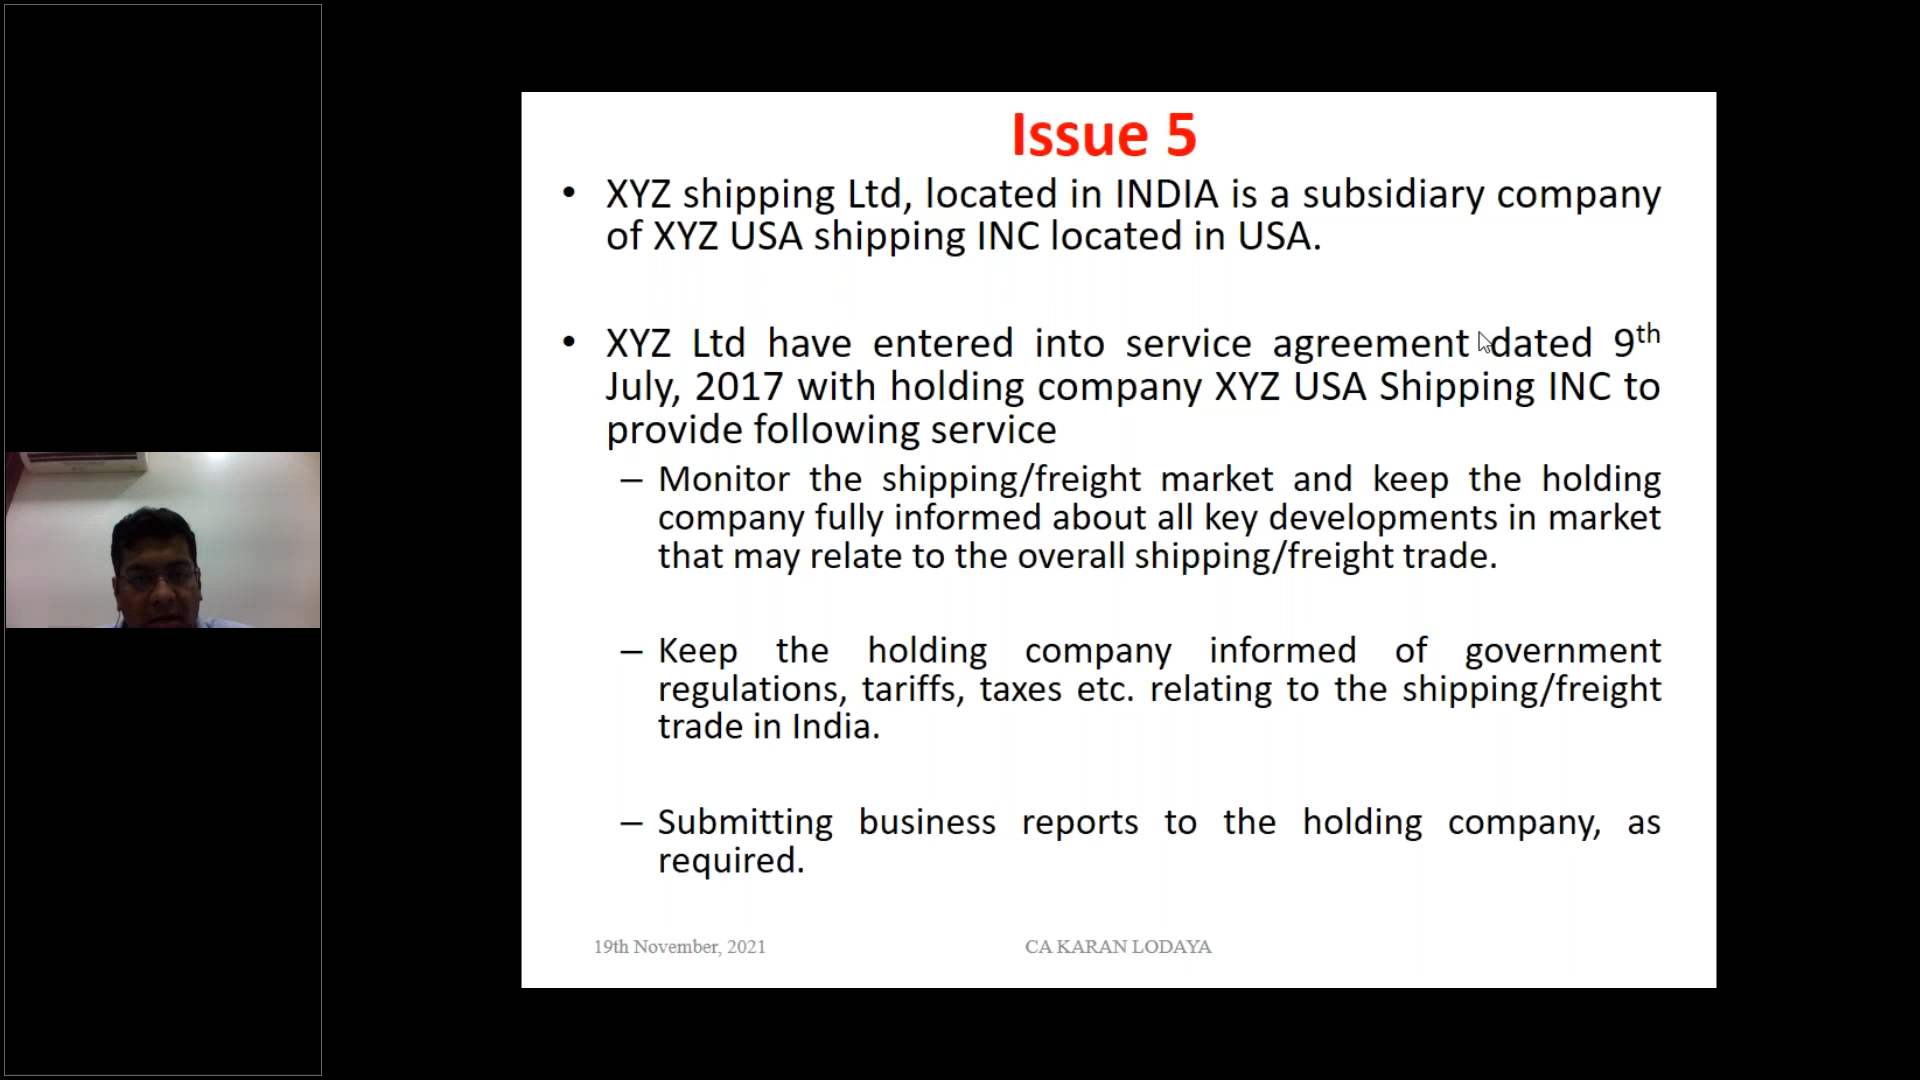 Issue 5
• XYZ shipping Ltd, located in INDIA is a subsidiary company
of XYZ USA shipping INC located in USA.
• XYZ Ltd have entered into service agreement dated 9th
July, 2017 with holding company XYZ USA Shipping INC to
provide following service
– Monitor the shipping/freight market and keep the holding
company fully informed about all key developments in market
that may relate to the overall shipping/freight trade.
– Keep the holding company informed of government
regulations, tariffs, taxes etc. relating to the shipping/freight
trade in India.
– Submitting business reports to the holding company, as
required.
19th November, 2021 CA KARAN LODAYA